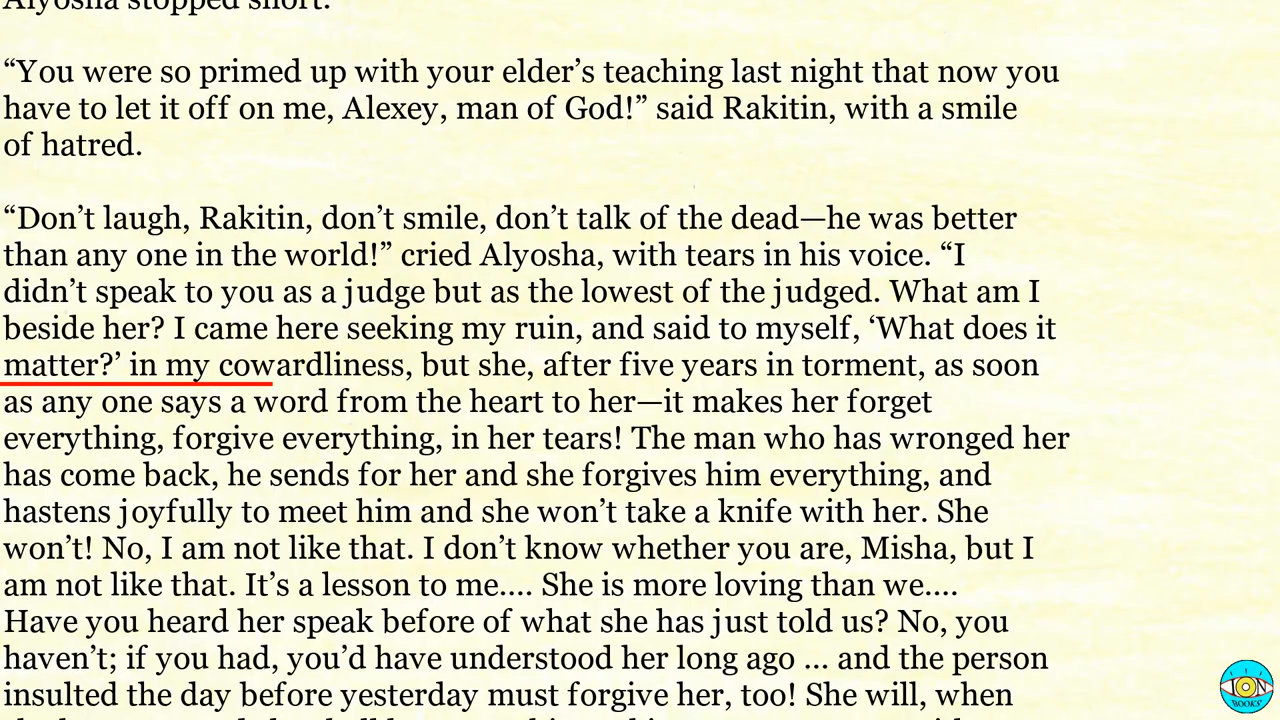 Alyosha stopped short.
“You were so primed up with your elder’s teaching last night that now you
have to let it off on me, Alexey, man of God!” said Rakitin, with a smile
of hatred.
“Don’t laugh, Rakitin, don’t smile, don’t talk of the dead—he was better
than any one in the world!” cried Alyosha, with tears in his voice. “I
didn’t speak to you as a judge but as the lowest of the judged. What am I
beside her? I came here seeking my ruin, and said to myself, ‘What does it
matter?’ in my cowardliness, but she, after five years in torment, as soon
as any one says a word from the heart to her—it makes her forget
everything, forgive everything, in her tears! The man who has wronged her
has come back, he sends for her and she forgives him everything, and
hastens joyfully to meet him and she won’t take a knife with her. She
won’t! No, I am not like that. I don’t know whether you are, Misha, but I
am not like that. It’s a lesson to me.... She is more loving than we....
Have you heard her speak before of what she has just told us? No, you
haven’t; if you had, you’d have understood her long ago ... and the person
insulted the day before yesterday must forgive her, too! She will, when
ION
BOOKS